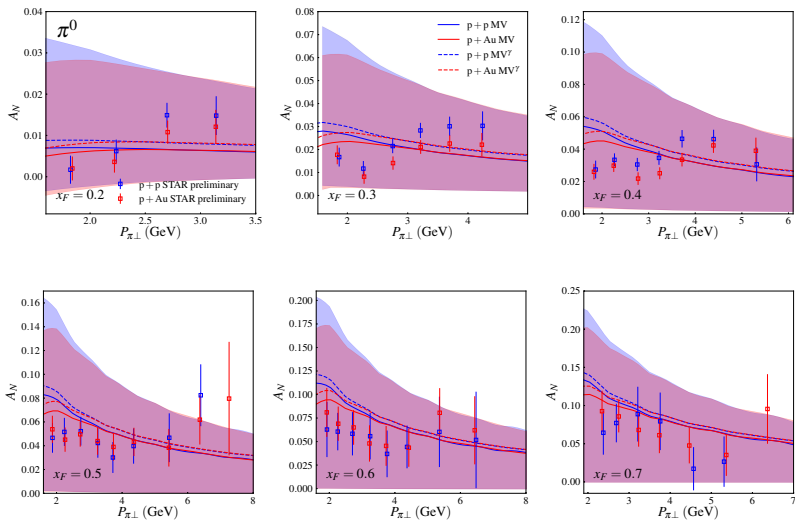 π⁰
0.04
0.03
0.02
0.01
0.00
A_N
x_F = 0.2
p+p STAR preliminary
p+Au STAR preliminary
2.0 2.5 3.0 3.5
P_π⊥ (GeV)
0.08
0.07
0.06
0.05
0.04
0.03
0.02
0.01
0.00
A_N
p+p MV
p+Au MV
p+p MV^γ
p+Au MV^γ
x_F = 0.3
2 3 4
P_π⊥ (GeV)
0.12
0.10
0.08
0.06
0.04
0.02
0.00
A_N
x_F = 0.4
2 3 4 5 6
P_π⊥ (GeV)
0.16
0.14
0.12
0.10
0.08
0.06
0.04
0.02
0.00
A_N
x_F = 0.5
2 3 4 5 6 7 8
P_π⊥ (GeV)
0.200
0.175
0.150
0.125
0.100
0.075
0.050
0.025
0.000
A_N
x_F = 0.6
2 4 6 8
P_π⊥ (GeV)
0.25
0.20
0.15
0.10
0.05
0.00
A_N
x_F = 0.7
2 3 4 5 6 7
P_π⊥ (GeV)